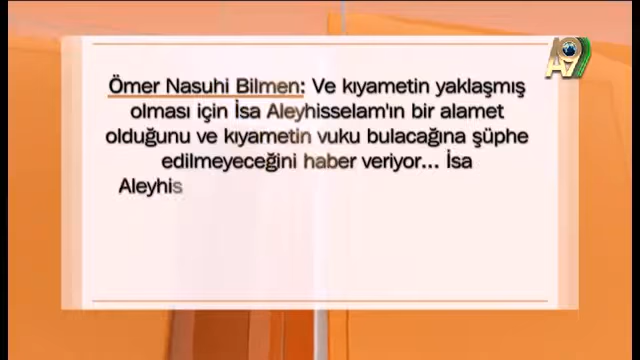 A9
Ömer Nasuhi Bilmen: Ve kıyametin yaklaşmış
olması için İsa Aleyhisselam'ın bir alamet
olduğunu ve kıyametin vuku bulacağına şüphe
edilmeyeceğini haber veriyor... İsa
Aleyhis